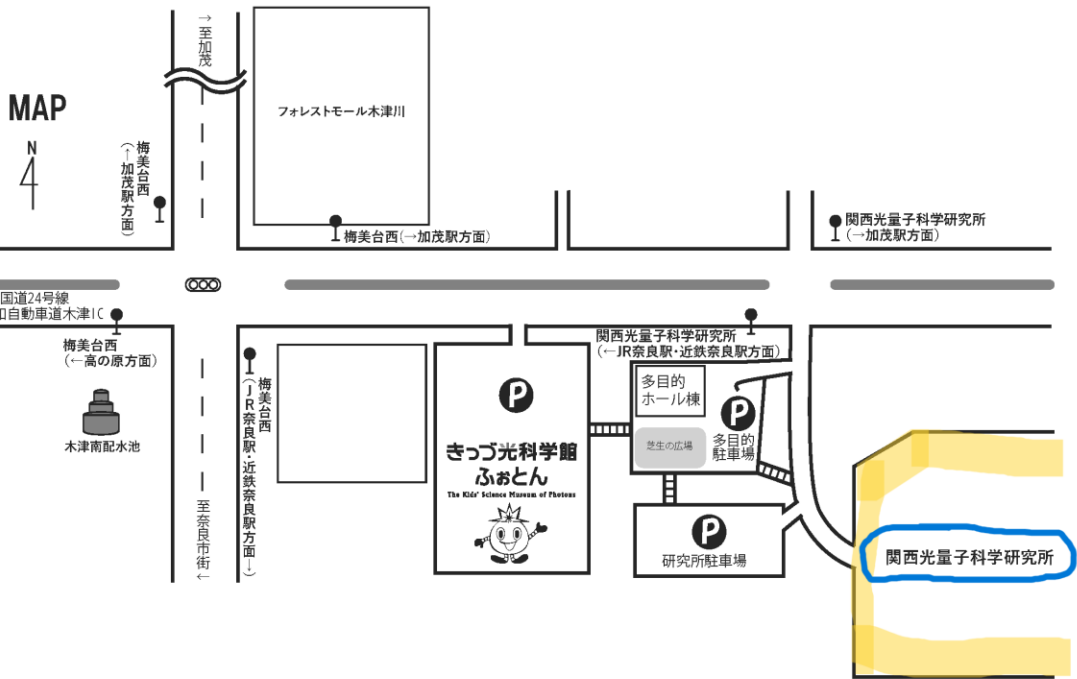 →至加茂
MAP
N
フォレストモール木津川
梅美台西
(←加茂駅方面)
梅美台西(→加茂駅方面)
関西光量子科学研究所
(→加茂駅方面)
国道24号線
和自動車道木津IC
梅美台西
(←高の原方面)
木津南配水池
梅美台西
(JR奈良駅・近鉄奈良駅方面→)
至奈良市街←
関西光量子科学研究所
(←JR奈良駅・近鉄奈良駅方面)
P
きっづ光科学館
ふぉとん
The Kids' Science Museum of Photons
多目的
ホール棟
芝生の広場
P
多目的
駐車場
P
研究所駐車場
関西光量子科学研究所